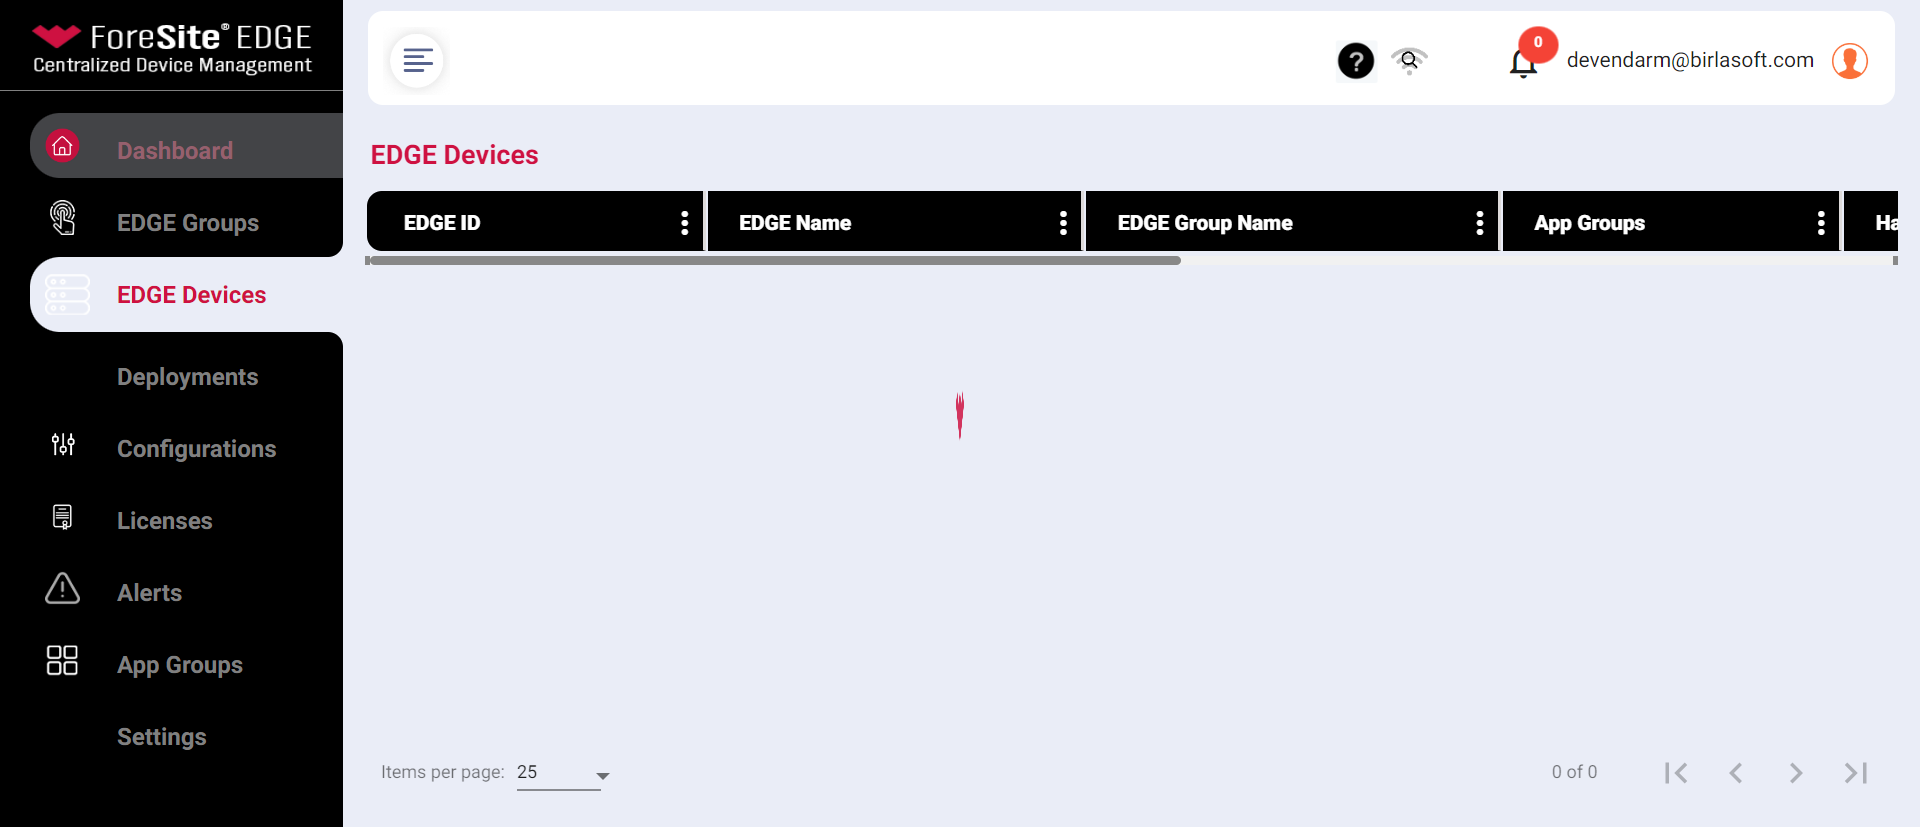 ForeSite® EDGE
Centralized Device Management
Dashboard
EDGE Groups
EDGE Devices
Deployments
Configurations
Licenses
Alerts
App Groups
Settings
?
0
devendarm@birlasoft.com
EDGE Devices
EDGE ID
EDGE Name
EDGE Group Name
App Groups
Ha
Items per page: 25
0 of 0